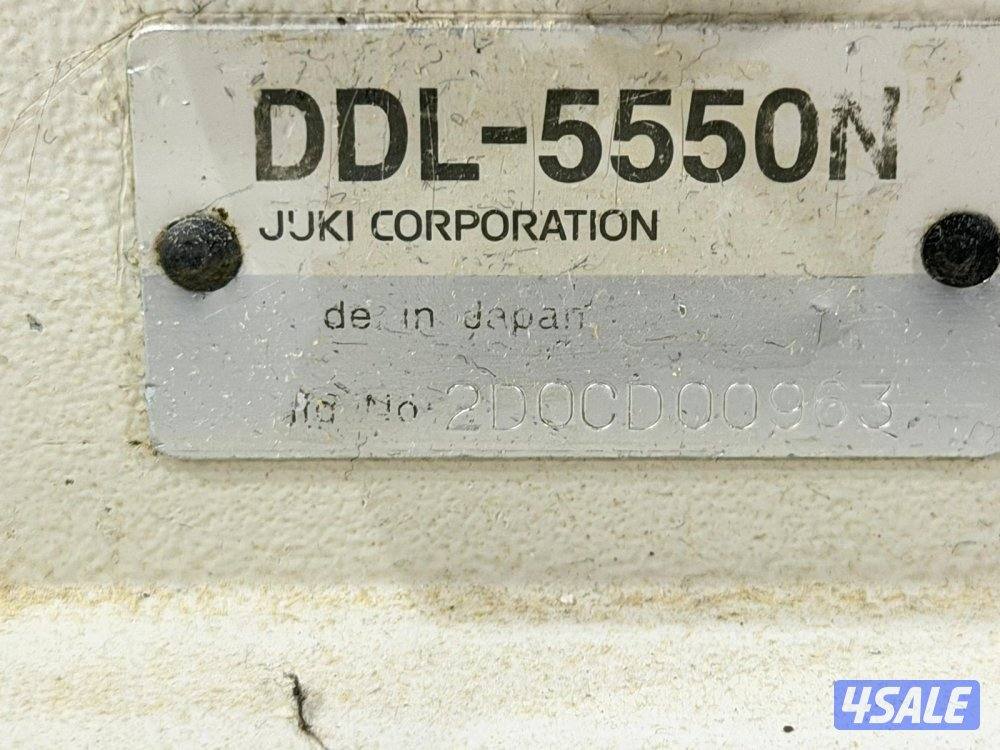 DDL-5550N
JUKI CORPORATION
de in Japan
No 2D0CD00963
4SALE